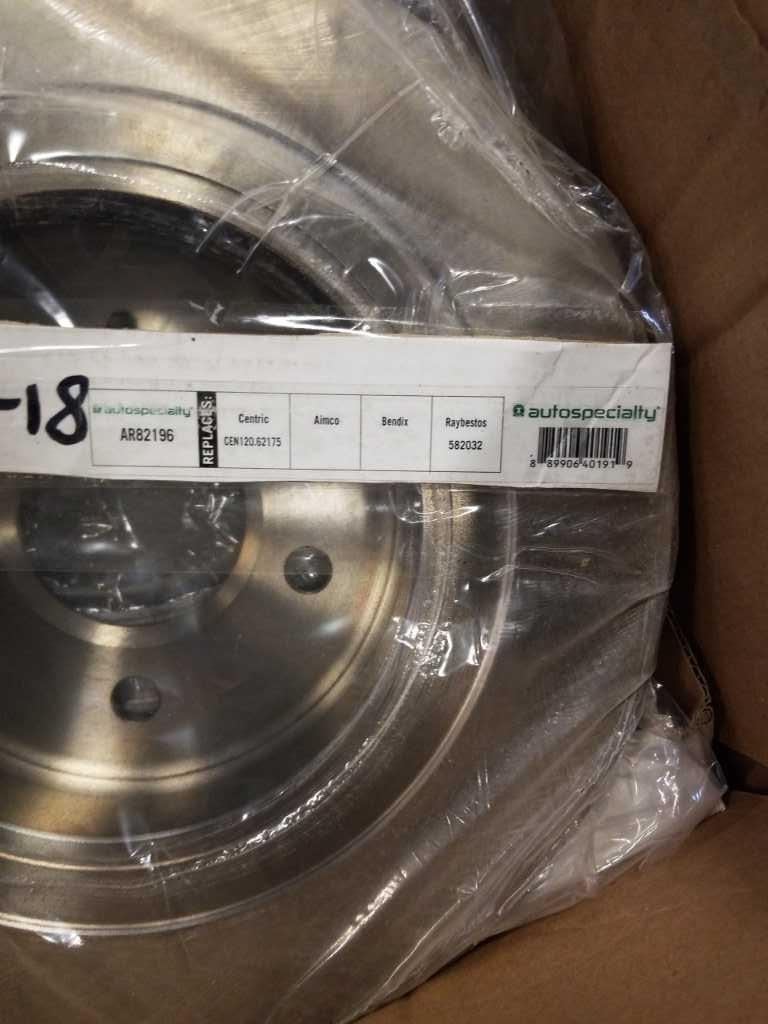 -18
autospecialty
AR82196
REPLACES:
Centric
CEN120.62175
Aimco
Bendix
Raybestos
582032
autospecialty
8 89906 40191 9